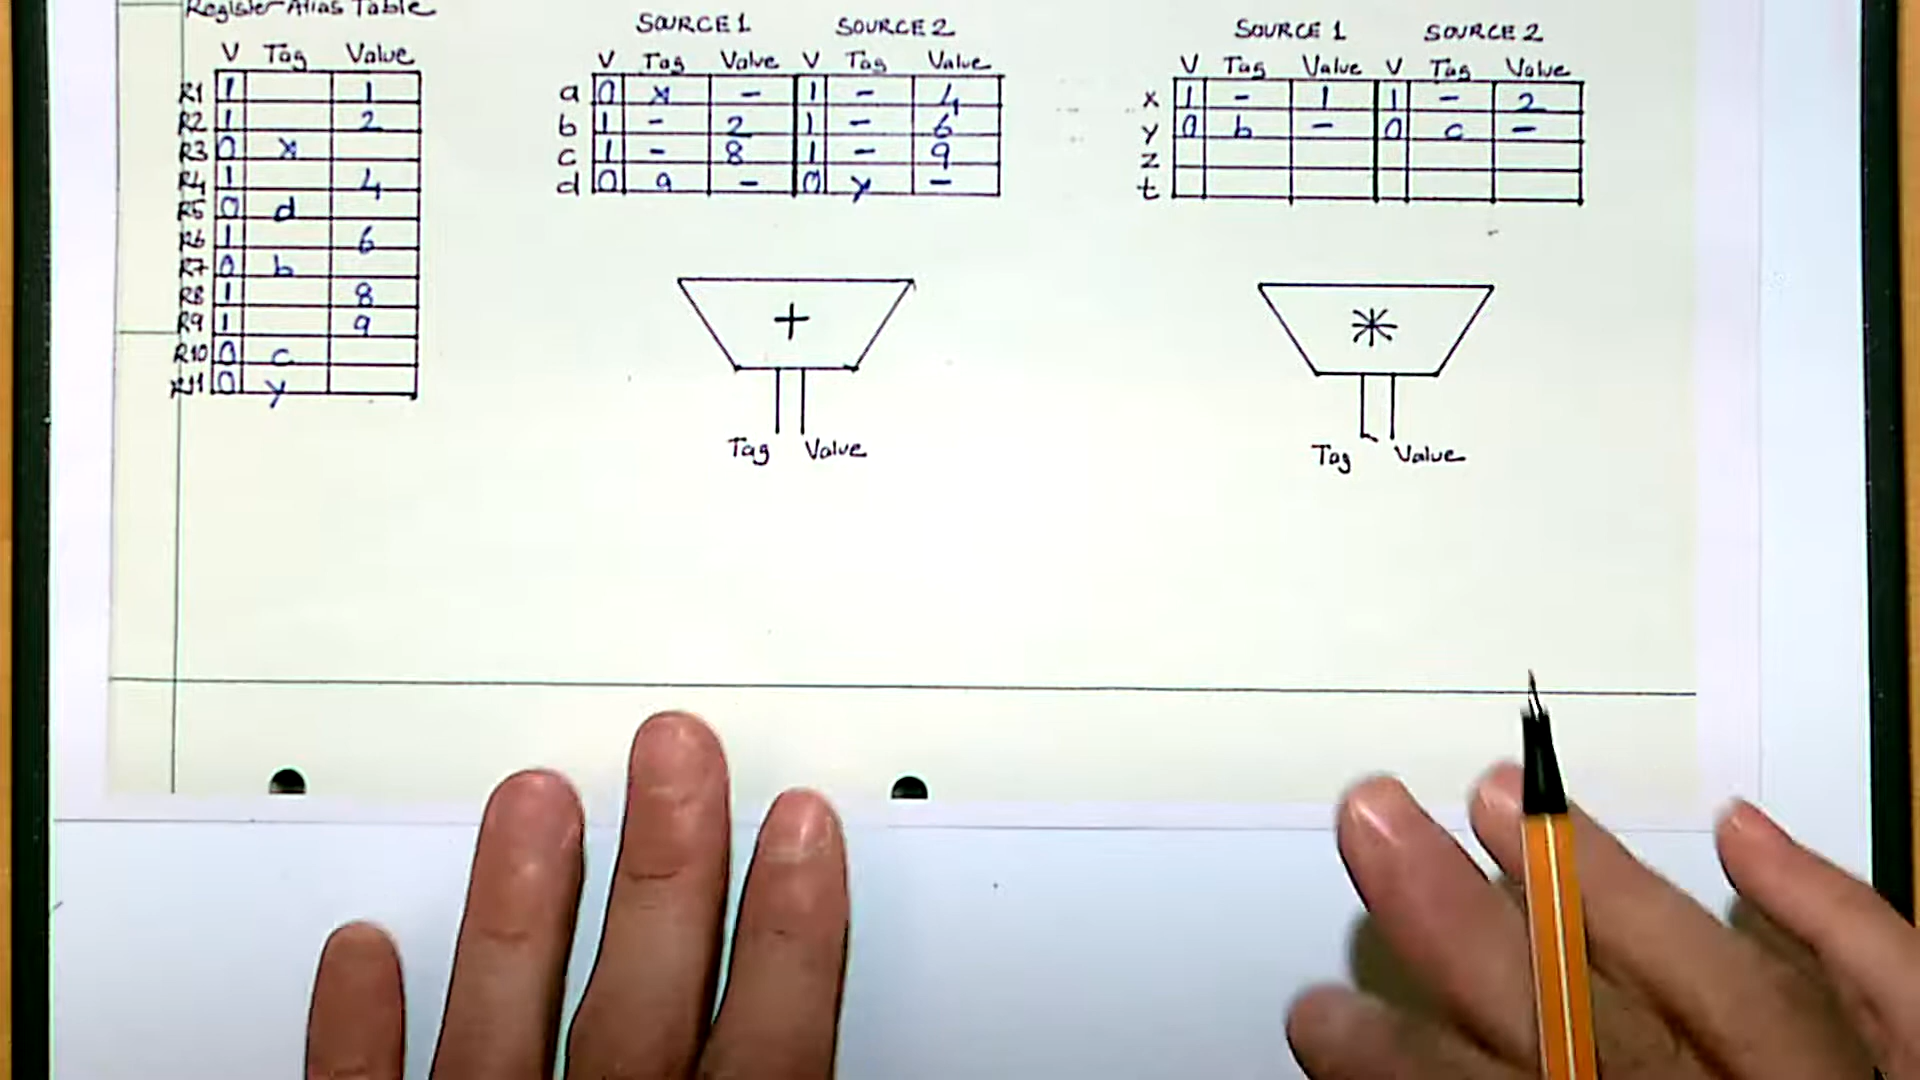 Register Alias Table
V Tag Value
R1 1 1
R2 1 2
R3 0 x
R4 1 4
R5 0 d
R6 1 6
R7 0 b
R8 1 8
R9 1 9
R10 0 c
R11 0 y
SOURCE 1 SOURCE 2
V Tag Value V Tag Value
a 0 x - 1 - 4
b 1 - 2 1 - 6
c 1 - 8 1 - 9
d 0 a - 0 y -
+
Tag Value
SOURCE 1 SOURCE 2
V Tag Value V Tag Value
x 1 - 1 1 - 2
y 0 b - 0 c -
z
t
*
Tag Value